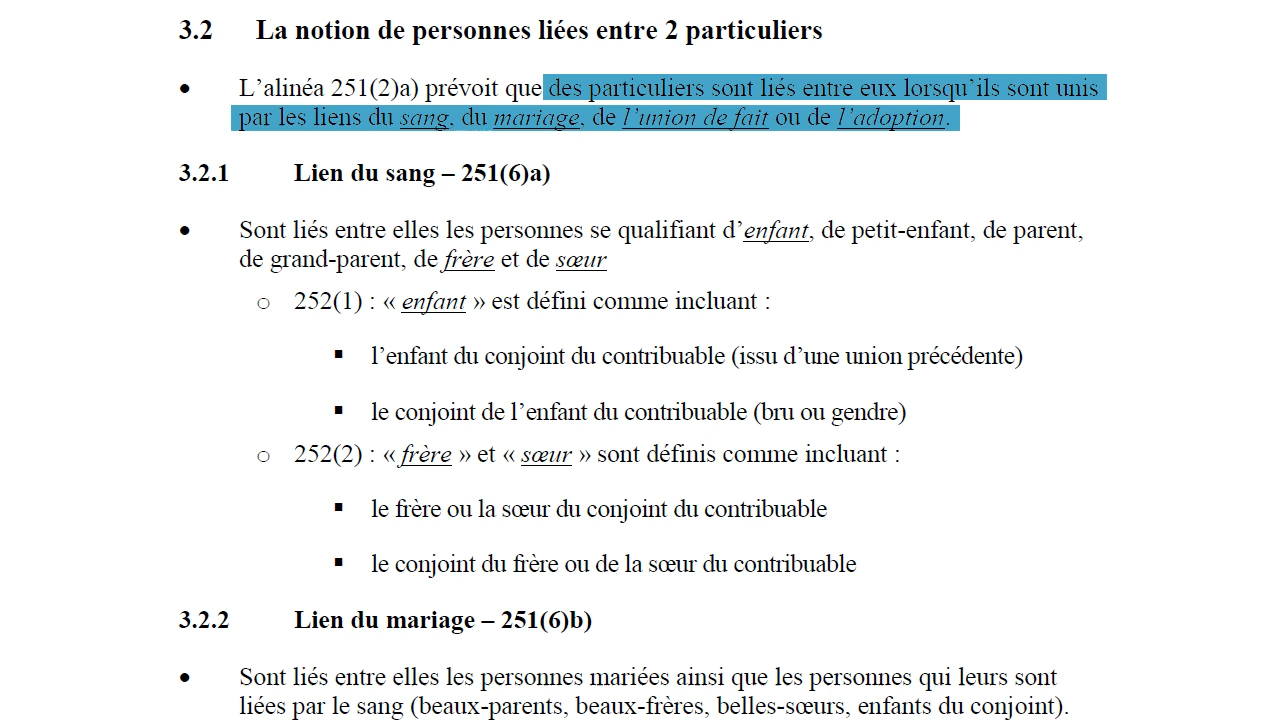 3.2 La notion de personnes liées entre 2 particuliers
• L’alinéa 251(2)a) prévoit que des particuliers sont liés entre eux lorsqu’ils sont unis
par les liens du sang, du mariage, de l’union de fait ou de l’adoption.
3.2.1 Lien du sang – 251(6)a)
• Sont liés entre elles les personnes se qualifiant d’enfant, de petit-enfant, de parent,
de grand-parent, de frère et de sœur
o 252(1) : « enfant » est défini comme incluant :
▪ l’enfant du conjoint du contribuable (issu d’une union précédente)
▪ le conjoint de l’enfant du contribuable (bru ou gendre)
o 252(2) : « frère » et « sœur » sont définis comme incluant :
▪ le frère ou la sœur du conjoint du contribuable
▪ le conjoint du frère ou de la sœur du contribuable
3.2.2 Lien du mariage – 251(6)b)
• Sont liés entre elles les personnes mariées ainsi que les personnes qui leurs sont
liées par le sang (beaux-parents, beaux-frères, belles-sœurs, enfants du conjoint).